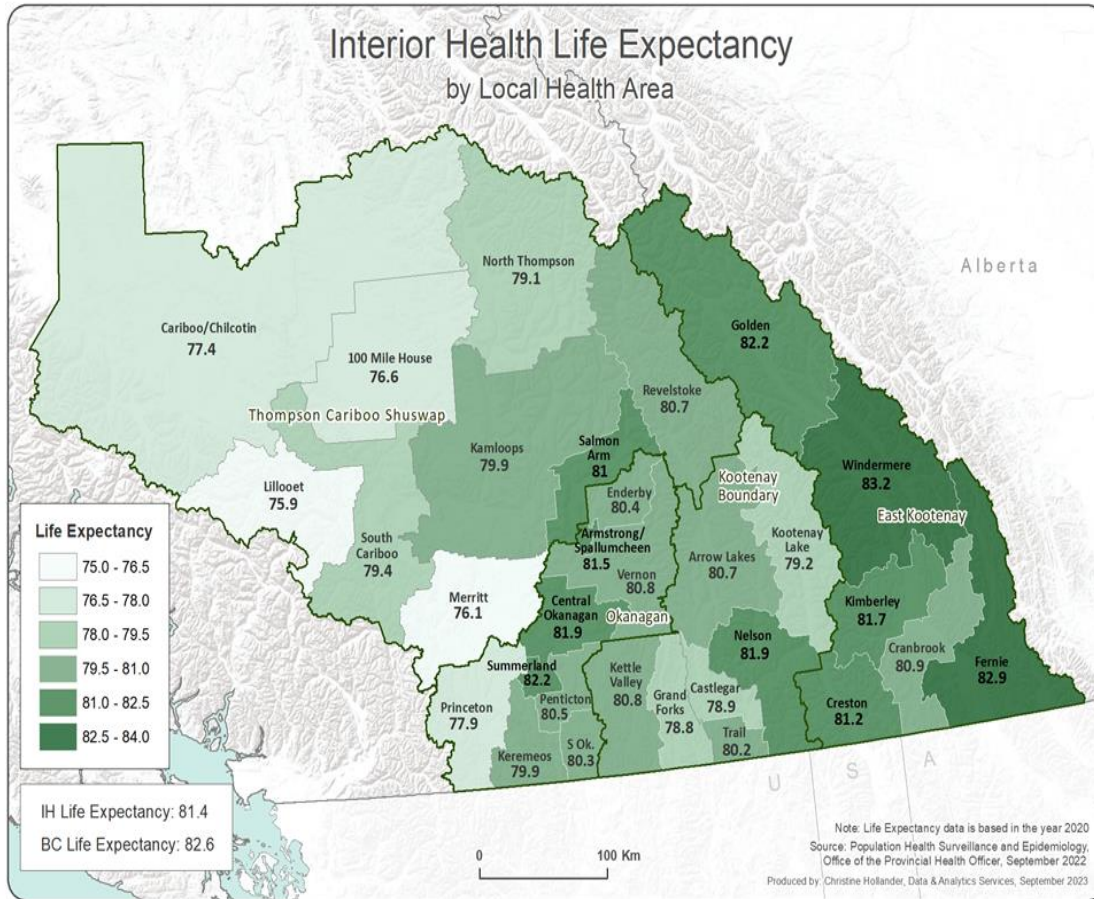 Interior Health Life Expectancy
by Local Health Area
Alberta
North Thompson
79.1
Cariboo/Chilcotin
77.4
100 Mile House
76.6
Golden
82.2
Revelstoke
80.7
Thompson Cariboo Shuswap
Kamloops
79.9
Salmon
Arm
81
Lillooet
75.9
Windermere
83.2
Kootenay
Boundary
East Kootenay
Enderby
80.4
Armstrong/
Spallumcheen
81.5
South
Cariboo
79.4
Arrow Lakes
80.7
Kootenay
Lake
79.2
Vernon
80.8
Merritt
76.1
Central
Okanagan
81.9
Okanagan
Kimberley
81.7
Nelson
81.9
Cranbrook
80.9
Fernie
82.9
Summerland
82.2
Kettle
Valley
80.8
Grand
Forks
78.8
Castlegar
78.9
Creston
81.2
Princeton
77.9
Penticton
80.5
Trail
80.2
Keremeos
79.9
S Ok.
80.3
U S A
Life Expectancy
75.0 - 76.5
76.5 - 78.0
78.0 - 79.5
79.5 - 81.0
81.0 - 82.5
82.5 - 84.0
IH Life Expectancy: 81.4
BC Life Expectancy: 82.6
0 100 Km
Note: Life Expectancy data is based in the year 2020
Source: Population Health Surveillance and Epidemiology,
Office of the Provincial Health Officer, September 2022
Produced by: Christine Hollander, Data & Analytics Services, September 2023